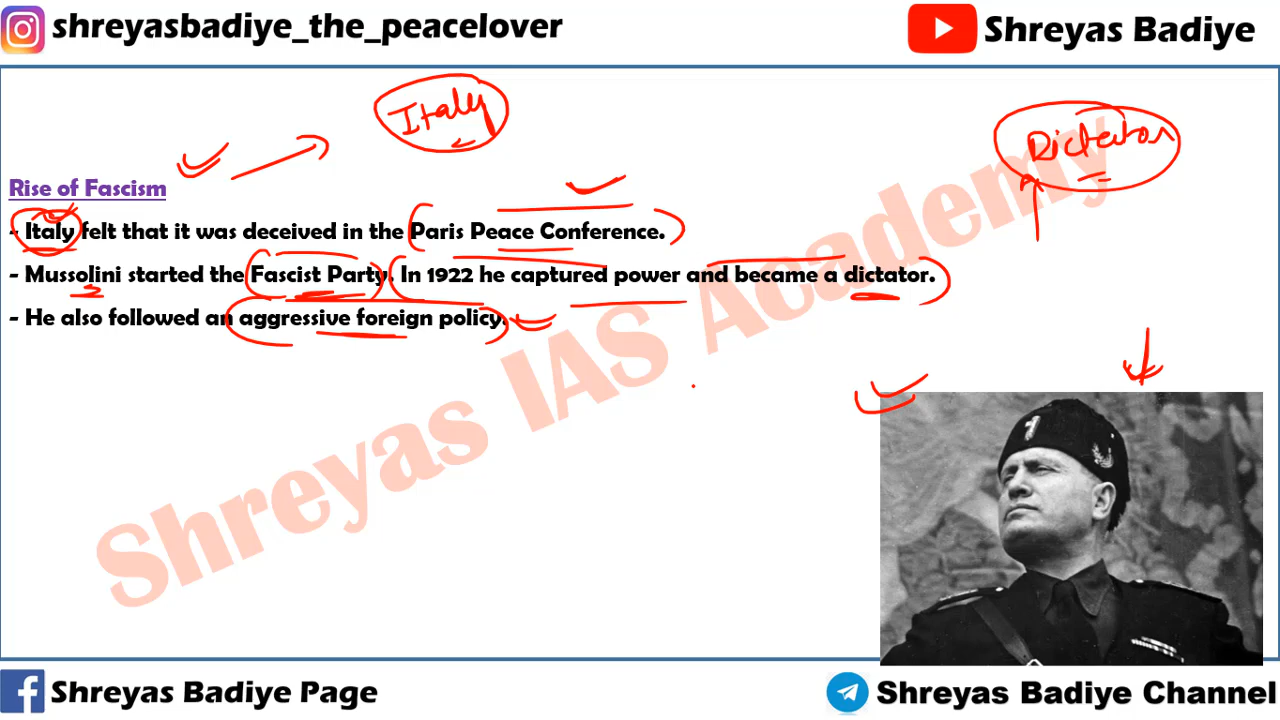 shreyasbadiye_the_peacelover
Shreyas Badiye
Italy
Dictator
Rise of Fascism
- Italy felt that it was deceived in the Paris Peace Conference.
- Mussolini started the Fascist Party. In 1922 he captured power and became a dictator.
- He also followed an aggressive foreign policy.
Shreyas IAS Academy
Shreyas Badiye Page
Shreyas Badiye Channel